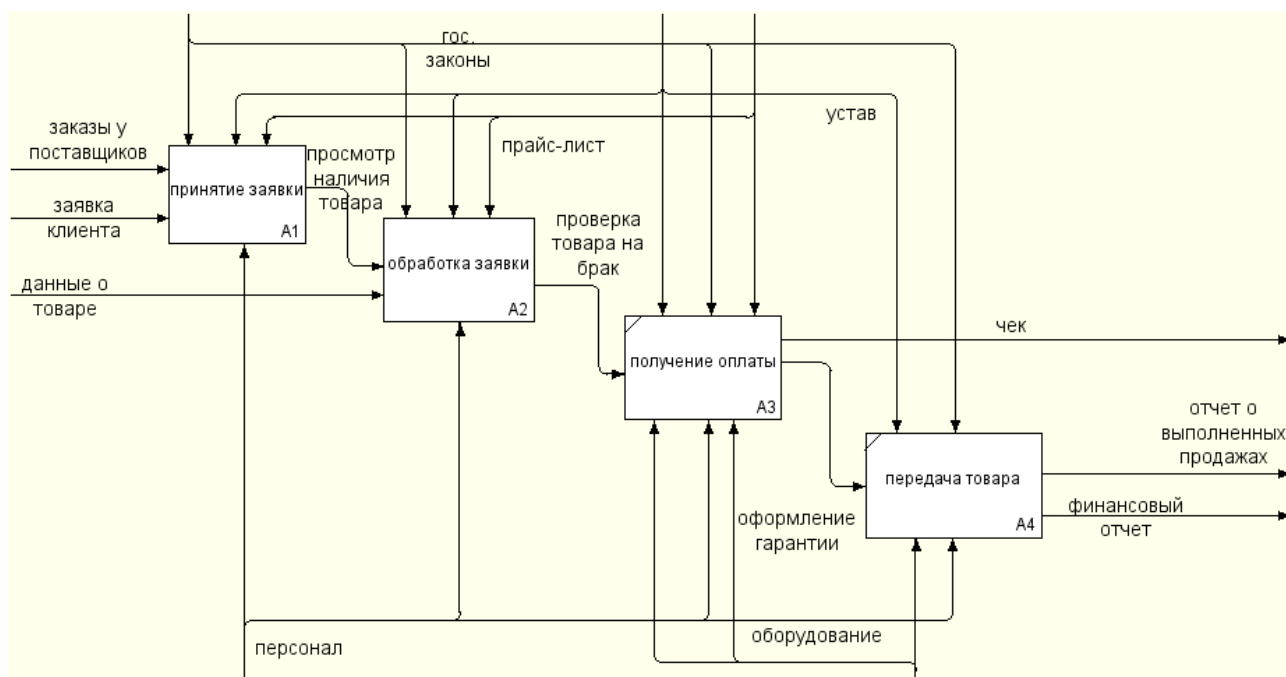 гос.
законы
устав
заказы у
поставщиков
прайс-лист
просмотр
наличия
товара
принятие заявки
A1
заявка
клиента
проверка
товара на
брак
обработка заявки
A2
данные о
товаре
чек
получение оплаты
A3
отчет о
выполненных
продажах
передача товара
A4
финансовый
отчет
оформление
гарантии
оборудование
персонал